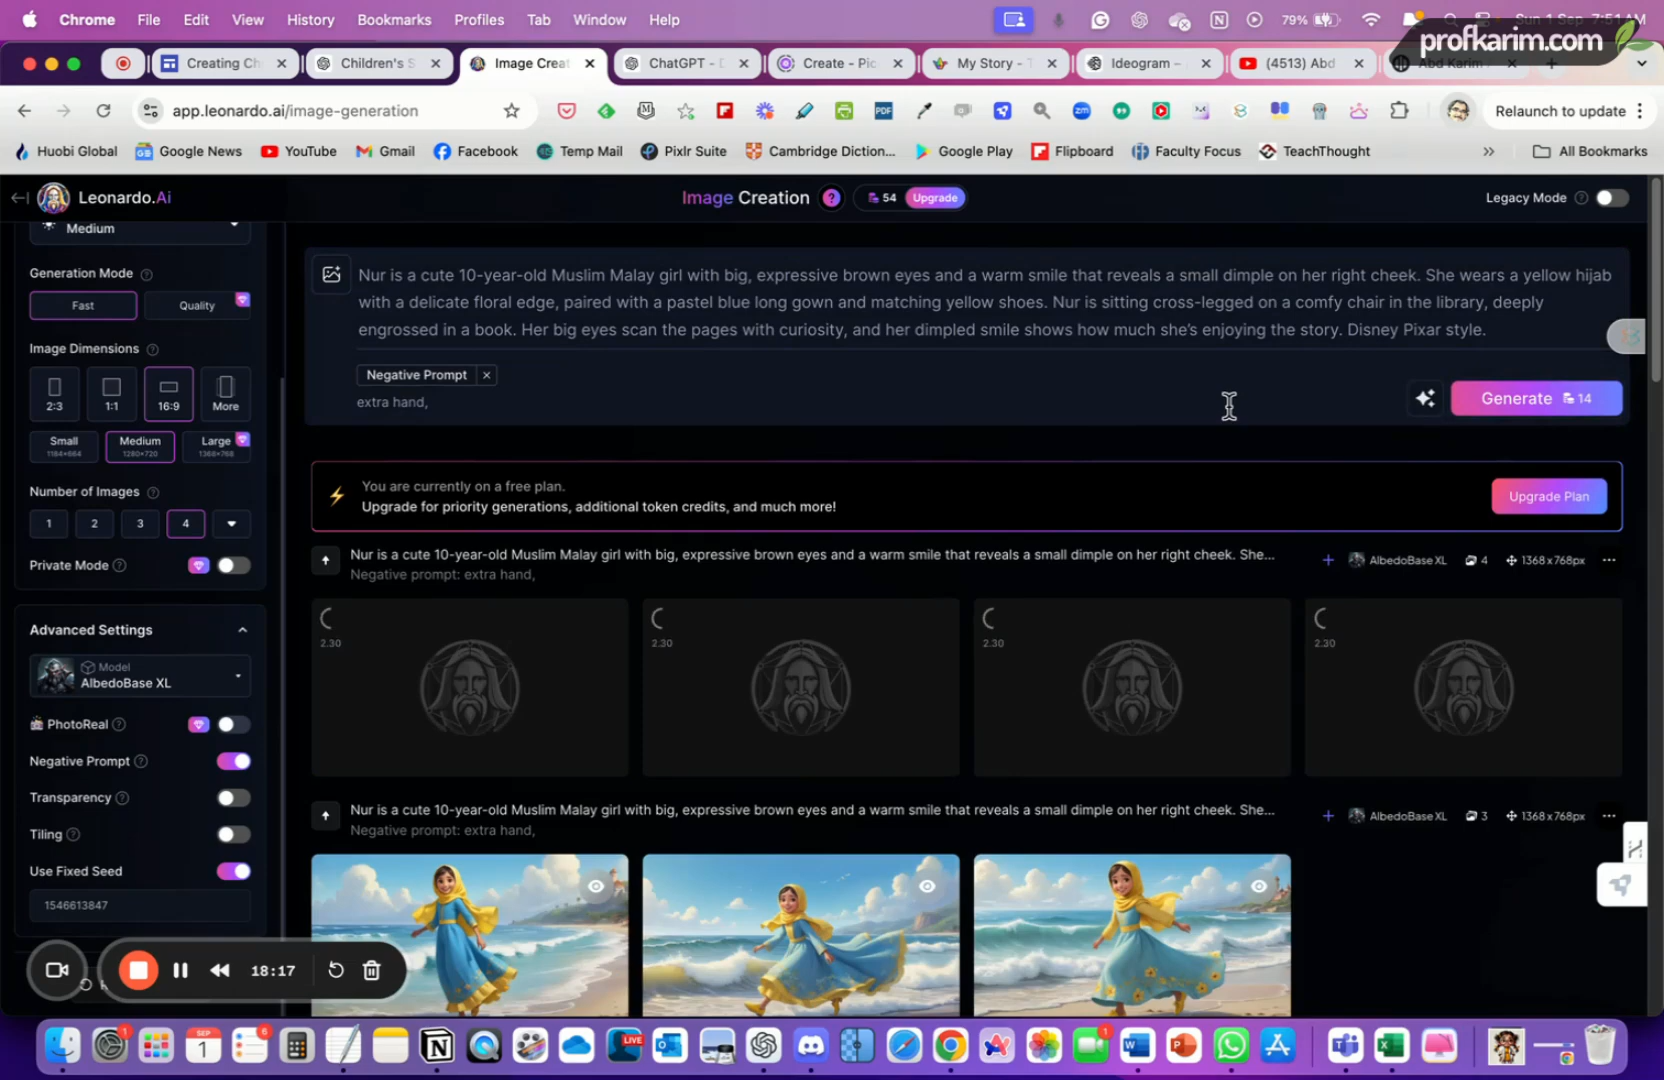 Chrome File Edit View History Bookmarks Profiles Tab Window Help 79% Sun 1 Sep 7:51 AM
profkarim.com
Creating Ch Children's S Image Creat ChatGPT - D Create - Pic My Story - T Ideogram - (4513) Abd Abd Karim
app.leonardo.ai/image-generation Relaunch to update
Huobi Global Google News YouTube Gmail Facebook Temp Mail Pixlr Suite Cambridge Diction... Google Play Flipboard Faculty Focus TeachThought » All Bookmarks
Leonardo.Ai Image Creation ? 54 Upgrade Legacy Mode ?
Medium
Generation Mode ?
Fast Quality
Image Dimensions ?
2:3 1:1 16:9 More
Small Medium Large
1184×664 1280×720 1368×768
Number of Images ?
1 2 3 4
Private Mode ?
Advanced Settings
Model
AlbedoBase XL
PhotoReal ?
Negative Prompt ?
Transparency ?
Tiling ?
Use Fixed Seed
1546613847
18:17
Nur is a cute 10-year-old Muslim Malay girl with big, expressive brown eyes and a warm smile that reveals a small dimple on her right cheek. She wears a yellow hijab
with a delicate floral edge, paired with a pastel blue long gown and matching yellow shoes. Nur is sitting cross-legged on a comfy chair in the library, deeply
engrossed in a book. Her big eyes scan the pages with curiosity, and her dimpled smile shows how much she's enjoying the story. Disney Pixar style.
Negative Prompt ×
extra hand,
Generate 14
You are currently on a free plan.
Upgrade for priority generations, additional token credits, and much more!
Upgrade Plan
Nur is a cute 10-year-old Muslim Malay girl with big, expressive brown eyes and a warm smile that reveals a small dimple on her right cheek. She... AlbedoBase XL 4 1368x768px
Negative prompt: extra hand,
2.30 2.30 2.30 2.30
Nur is a cute 10-year-old Muslim Malay girl with big, expressive brown eyes and a warm smile that reveals a small dimple on her right cheek. She... AlbedoBase XL 3 1368x768px
Negative prompt: extra hand,